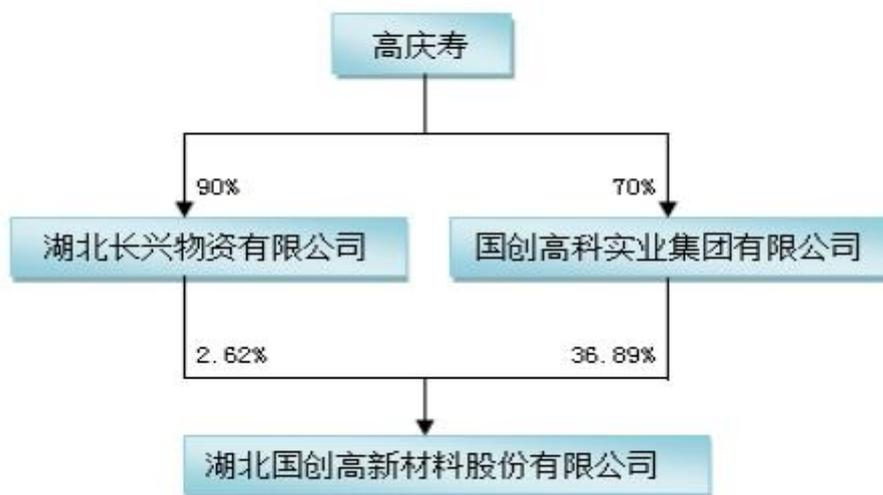 高庆寿
90%
70%
湖北长兴物资有限公司
国创高科实业集团有限公司
2.62%
36.89%
湖北国创高新材料股份有限公司